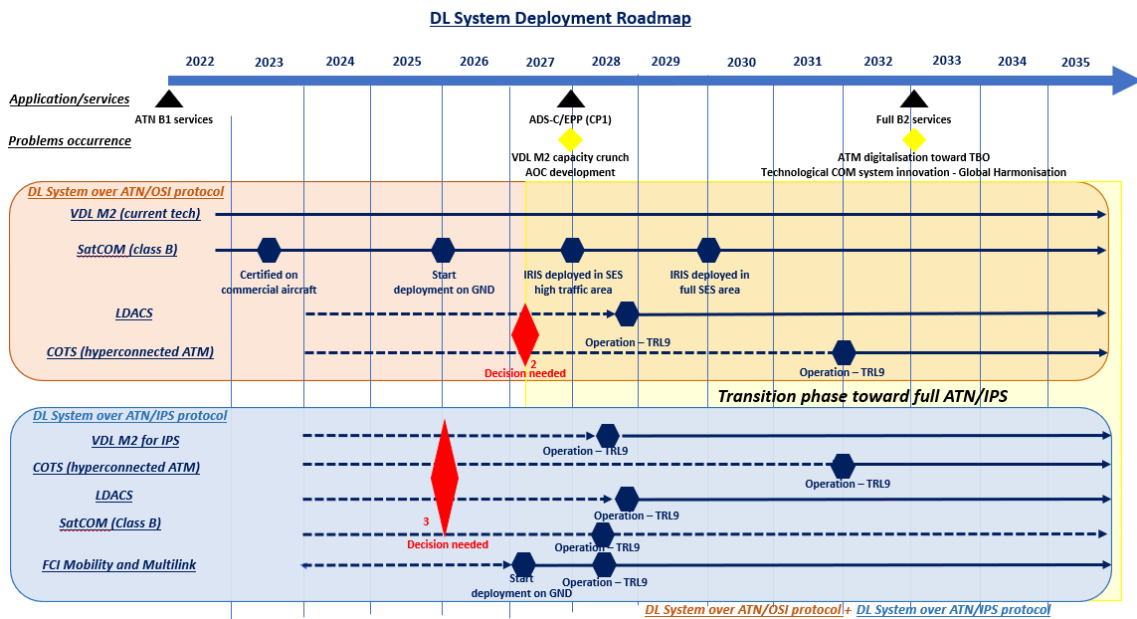 DL System Deployment Roadmap
2022 2023 2024 2025 2026 2027 2028 2029 2030 2031 2032 2033 2034 2035
Application/services
ATN B1 services
ADS-C/EPP (CP1)
Full B2 services
Problems occurrence
VDL M2 capacity crunch
AOC development
ATM digitalisation toward TBO
Technological COM system innovation - Global Harmonisation
DL System over ATN/OSI protocol
VDL M2 (current tech)
SatCOM (class B)
Certified on
commercial aircraft
Start
deployment on GND
IRIS deployed in SES
high traffic area
IRIS deployed in
full SES area
LDACS
Operation – TRL9
COTS (hyperconnected ATM)
2
Decision needed
Operation – TRL9
Transition phase toward full ATN/IPS
DL System over ATN/IPS protocol
VDL M2 for IPS
Operation – TRL9
COTS (hyperconnected ATM)
Operation – TRL9
LDACS
Operation – TRL9
SatCOM (Class B)
3
Decision needed
Operation – TRL9
FCI Mobility and Multilink
Start
deployment on GND
Operation – TRL9
DL System over ATN/OSI protocol + DL System over ATN/IPS protocol